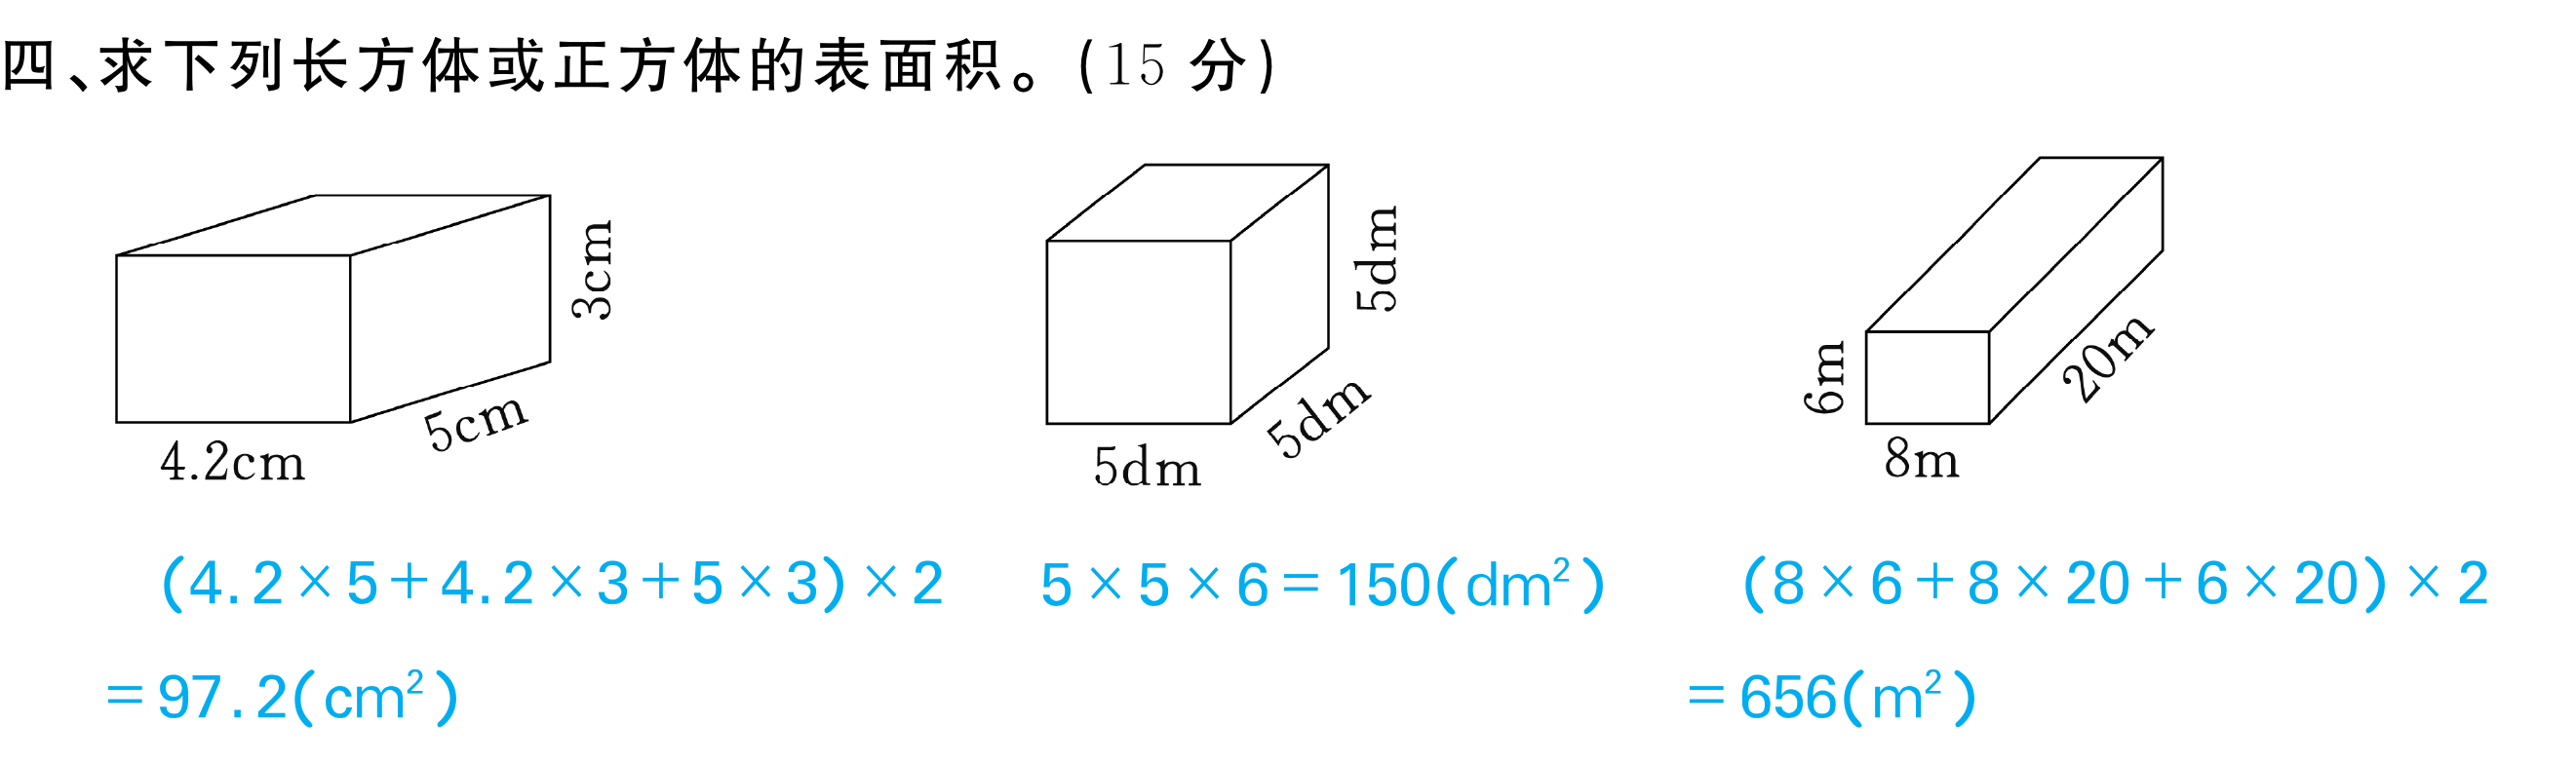 四、求下列长方体或正方体的表面积。(15 分)
3cm
5cm
4.2cm
5dm
5dm
5dm
6m
20m
8m
(4.2×5+4.2×3+5×3)×2
=97.2(cm²)
5×5×6=150(dm²)
(8×6+8×20+6×20)×2
=656(m²)